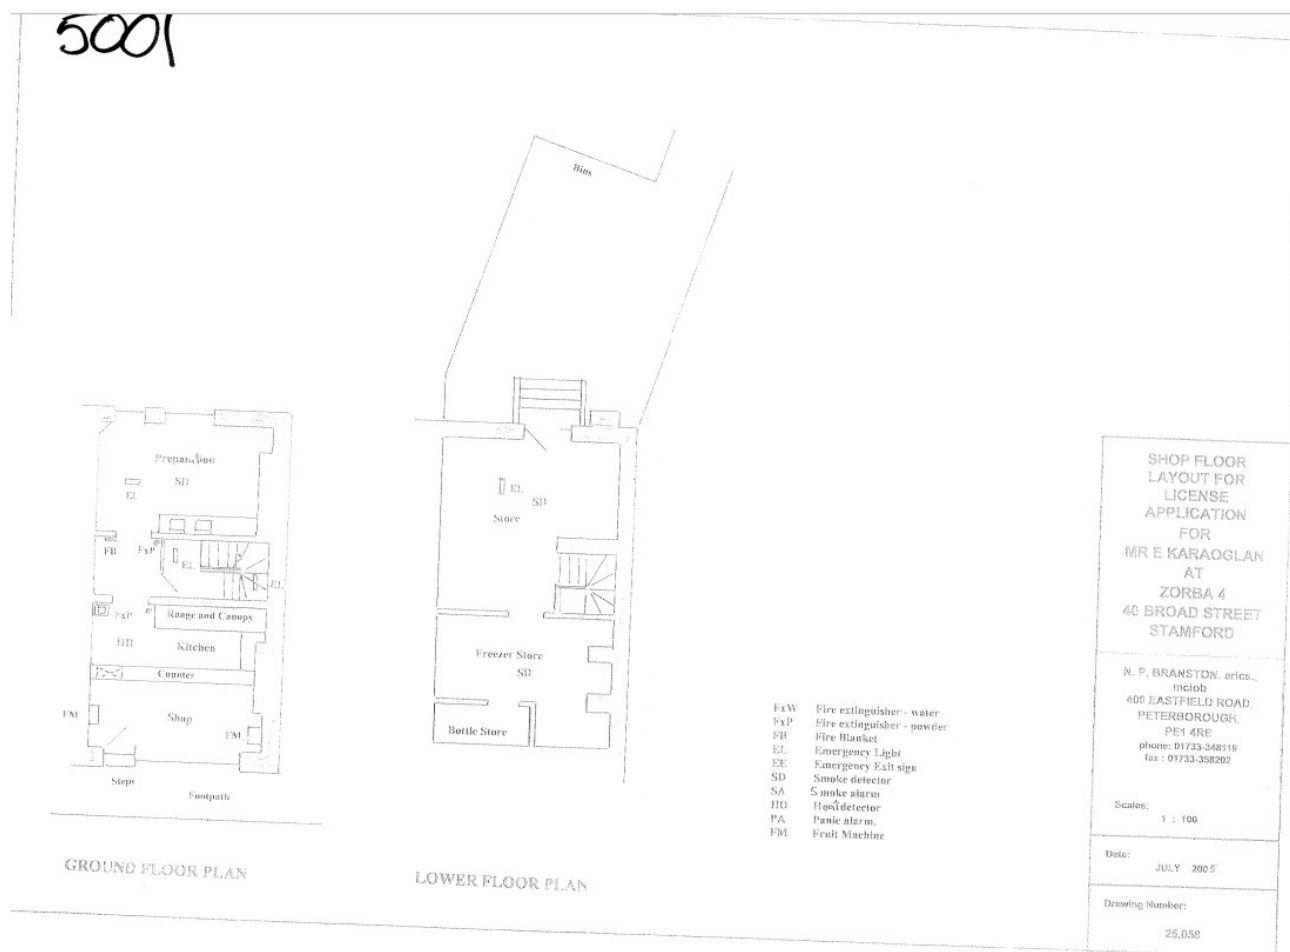 5001
Bins
Preparation
SD
EL
FB
FxP
EL
EL
FxP
Range and Canopy
HD
Kitchen
Counter
FM
Shop
FM
Steps
Footpath
GROUND FLOOR PLAN
EL
SD
Store
Freezer Store
SD
Bottle Store
LOWER FLOOR PLAN
FxW Fire extinguisher - water
FxP Fire extinguisher - powder
FB Fire Blanket
EL Emergency Light
EE Emergency Exit sign
SD Smoke detector
SA Smoke alarm
HD Heat detector
PA Panic alarm.
FM Fruit Machine
SHOP FLOOR
LAYOUT FOR
LICENSE
APPLICATION
FOR
MR E KARAOGLAN
AT
ZORBA 4
40 BROAD STREET
STAMFORD
N. P. BRANSTON. arics.,
mciob
400 EASTFIELD ROAD,
PETERBOROUGH,
PE1 4RE
phone: 01733-348119
fax : 01733-358202
Scales:
1 : 100
Date:
JULY 2005
Drawing Number:
25.058